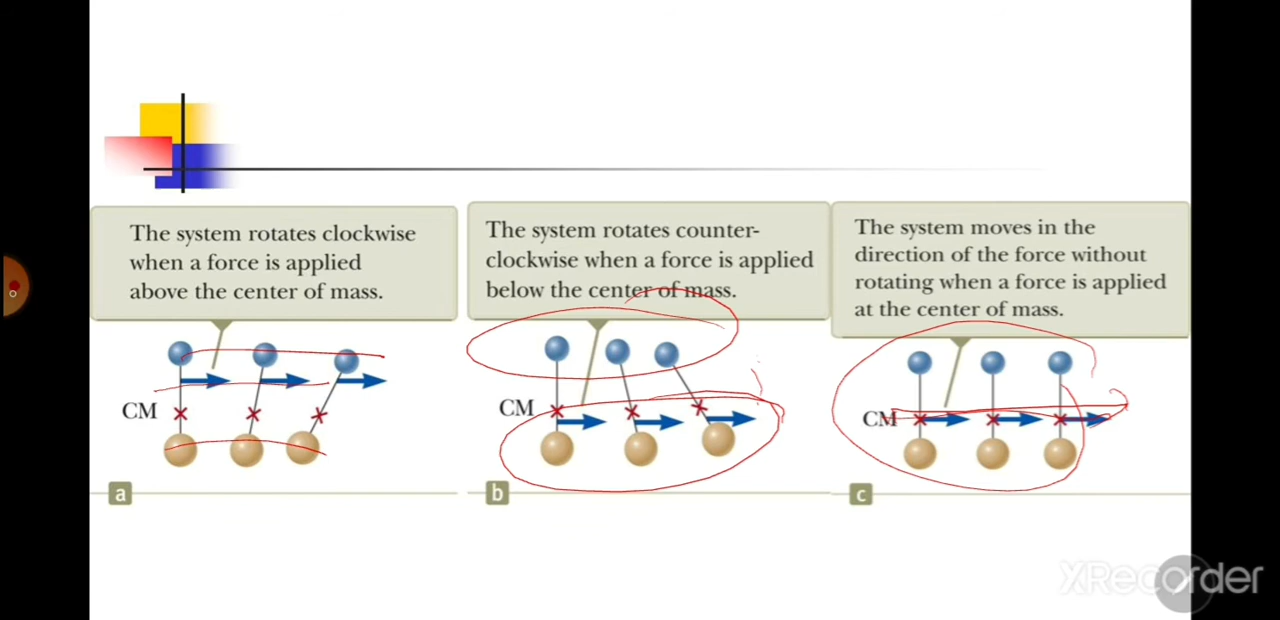 The system rotates clockwise
when a force is applied
above the center of mass.
The system rotates counter-
clockwise when a force is applied
below the center of mass.
The system moves in the
direction of the force without
rotating when a force is applied
at the center of mass.
CM
CM
CM
a
b
c
XRecorder